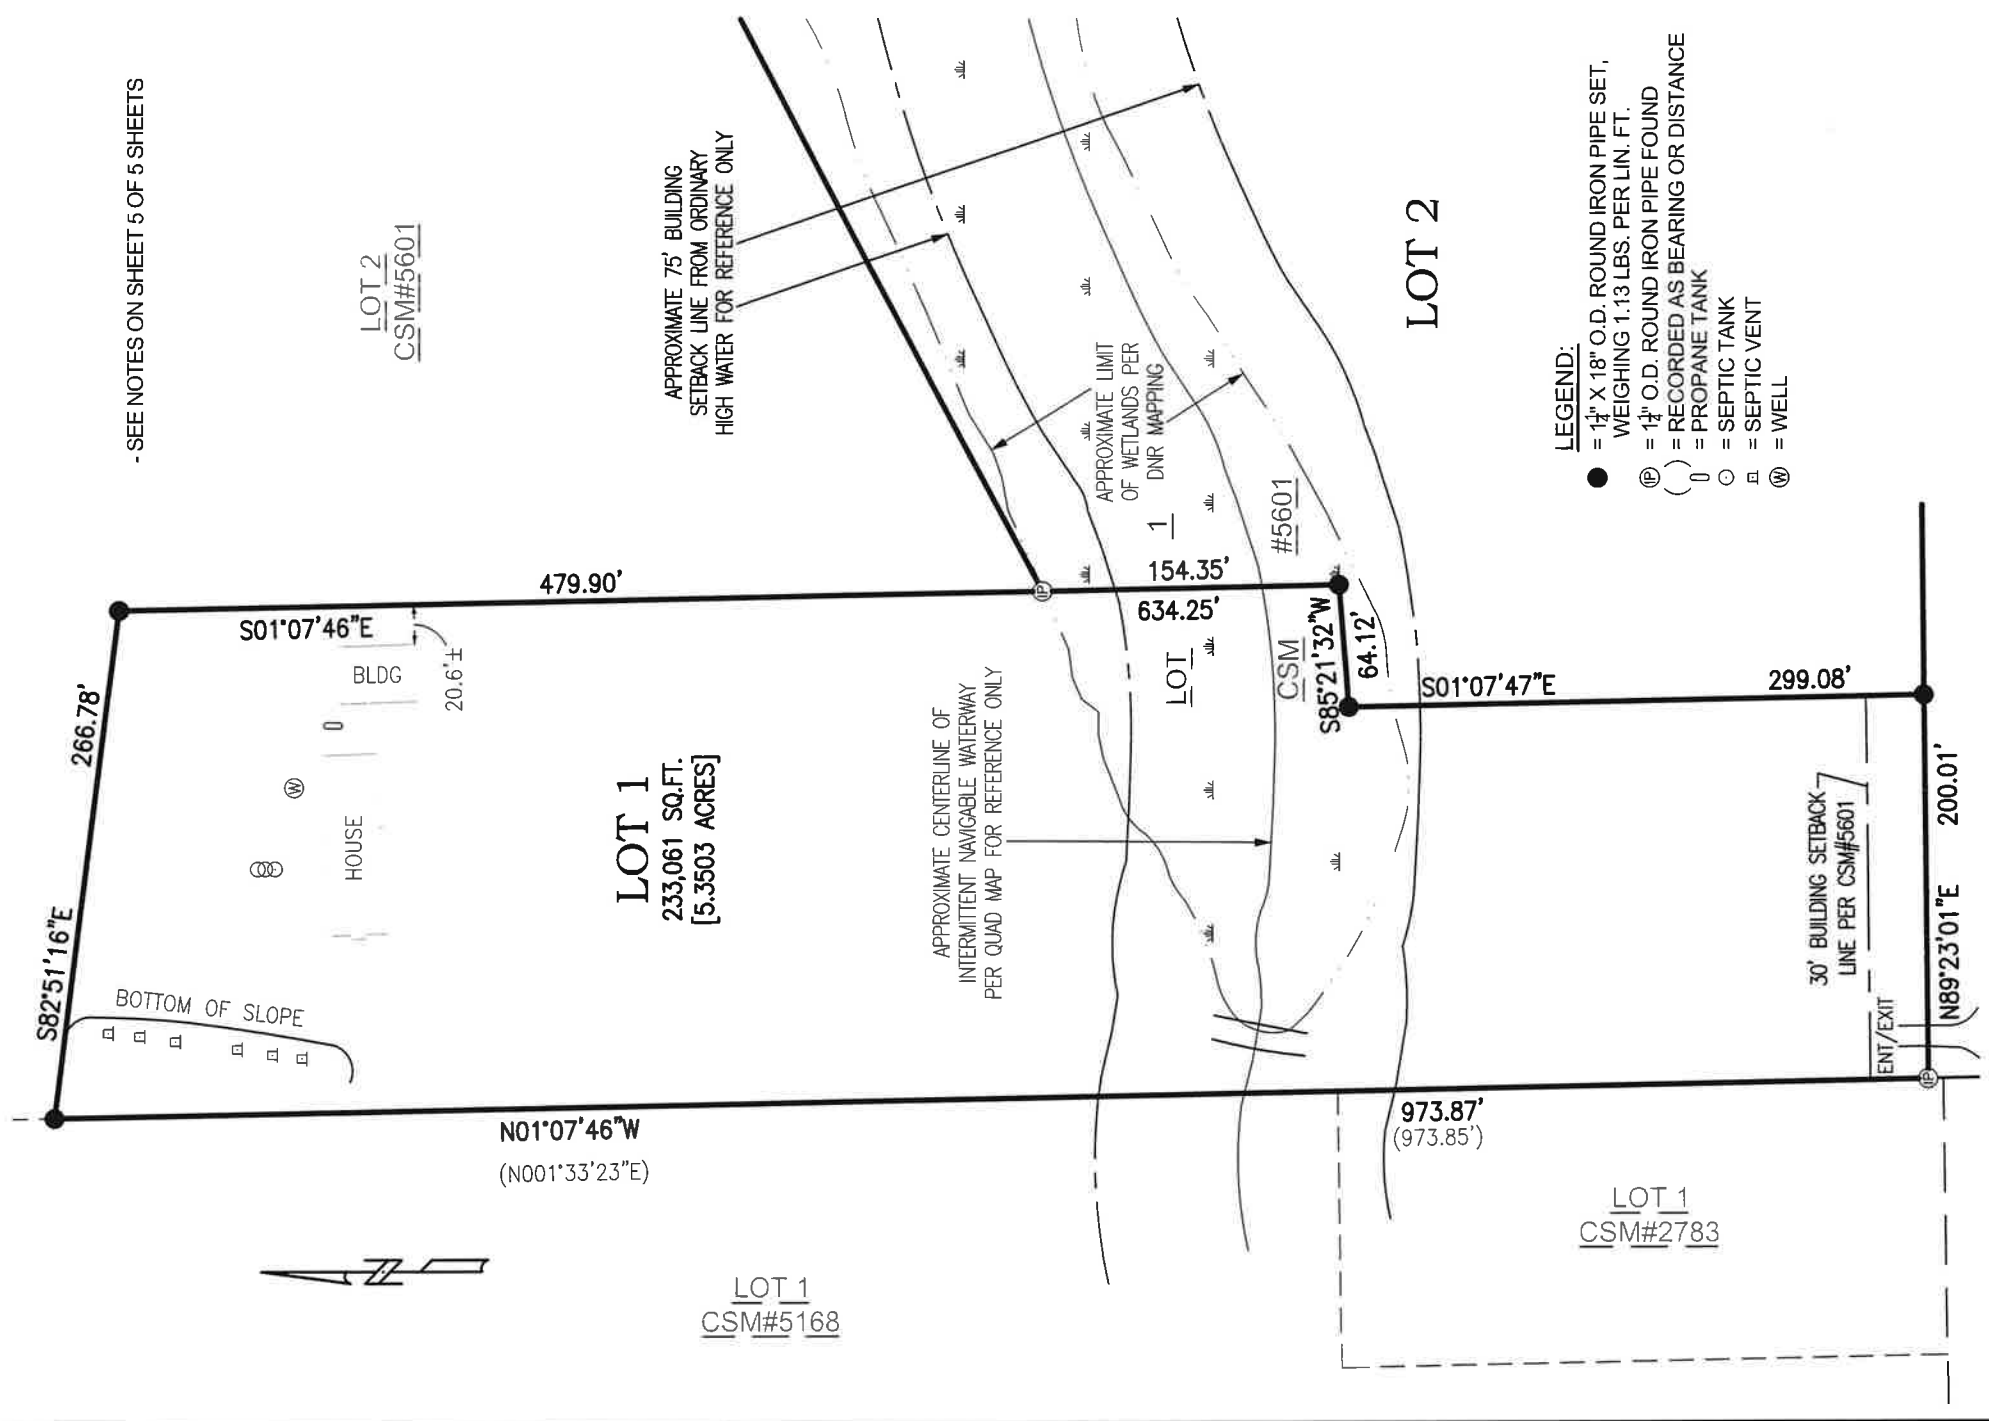 - SEE NOTES ON SHEET 5 OF 5 SHEETS
LOT 2
CSM#5601
APPROXIMATE 75' BUILDING
SETBACK LINE FROM ORDINARY
HIGH WATER FOR REFERENCE ONLY
266.78'
S82°51'16"E
479.90'
S01°07'46"E
BLDG
20.6'±
HOUSE
W
BOTTOM OF SLOPE
LOT 1
233,061 SQ.FT.
[5.3503 ACRES]
N01°07'46"W
(N001°33'23"E)
APPROXIMATE LIMIT
OF WETLANDS PER
DNR MAPPING
IP
154.35'
634.25'
LOT 1
CSM #5601
S85°21'32"W
64.12'
APPROXIMATE CENTERLINE OF
INTERMITTENT NAVIGABLE WATERWAY
PER QUAD MAP FOR REFERENCE ONLY
LOT 2
S01°07'47"E
299.08'
973.87'
(973.85')
30' BUILDING SETBACK
LINE PER CSM#5601
ENT/EXIT
IP
N89°23'01"E
200.01'
N
LOT 1
CSM#5168
LOT 1
CSM#2783
LEGEND:
● = 1¼" X 18" O.D. ROUND IRON PIPE SET,
WEIGHING 1.13 LBS. PER LIN. FT.
IP = 1¼" O.D. ROUND IRON PIPE FOUND
( ) = RECORDED AS BEARING OR DISTANCE
= PROPANE TANK
= SEPTIC TANK
= SEPTIC VENT
W = WELL